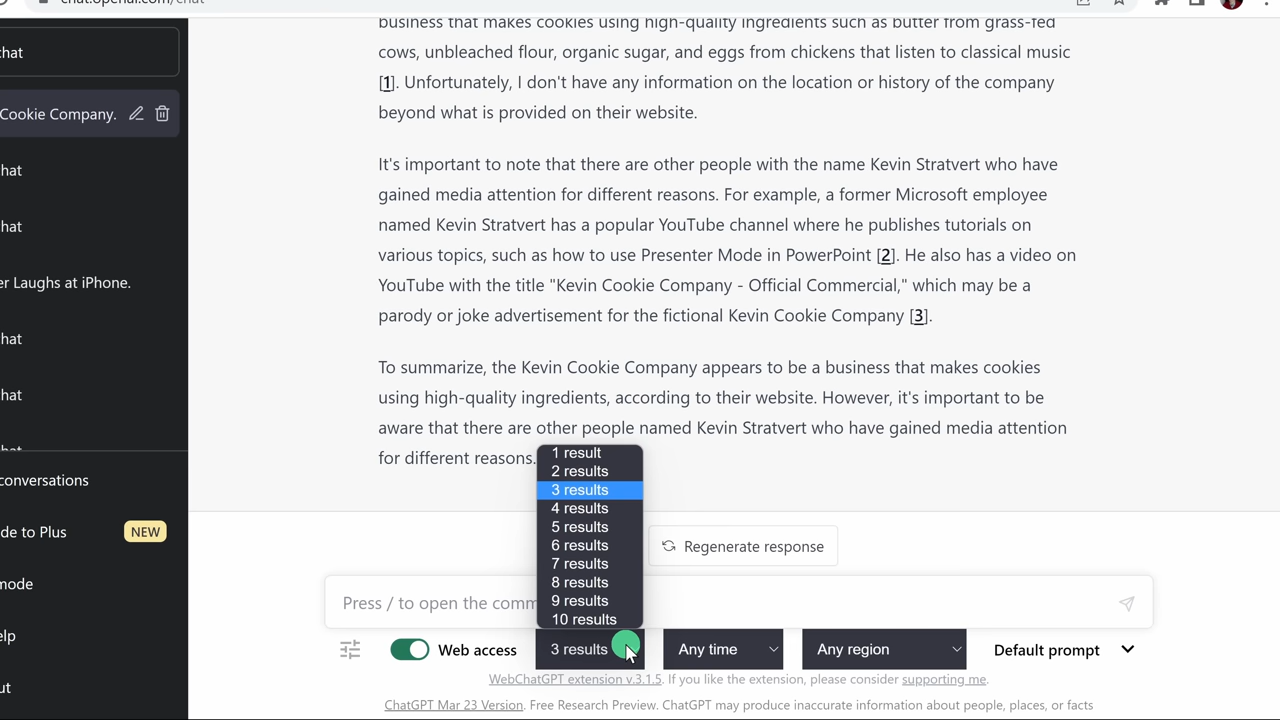 chat.openai.com/chat
hat
Cookie Company.
hat
hat
er Laughs at iPhone.
hat
hat
hat
conversations
de to Plus
NEW
mode
elp
ut
business that makes cookies using high-quality ingredients such as butter from grass-fed
cows, unbleached flour, organic sugar, and eggs from chickens that listen to classical music
[1]. Unfortunately, I don't have any information on the location or history of the company
beyond what is provided on their website.
It's important to note that there are other people with the name Kevin Stratvert who have
gained media attention for different reasons. For example, a former Microsoft employee
named Kevin Stratvert has a popular YouTube channel where he publishes tutorials on
various topics, such as how to use Presenter Mode in PowerPoint [2]. He also has a video on
YouTube with the title "Kevin Cookie Company - Official Commercial," which may be a
parody or joke advertisement for the fictional Kevin Cookie Company [3].
To summarize, the Kevin Cookie Company appears to be a business that makes cookies
using high-quality ingredients, according to their website. However, it's important to be
aware that there are other people named Kevin Stratvert who have gained media attention
for different reasons.
1 result
2 results
3 results
4 results
5 results
6 results
7 results
8 results
9 results
10 results
Regenerate response
Press / to open the comm
Web access
3 results
Any time
Any region
Default prompt
WebChatGPT extension v.3.1.5. If you like the extension, please consider supporting me.
ChatGPT Mar 23 Version. Free Research Preview. ChatGPT may produce inaccurate information about people, places, or facts